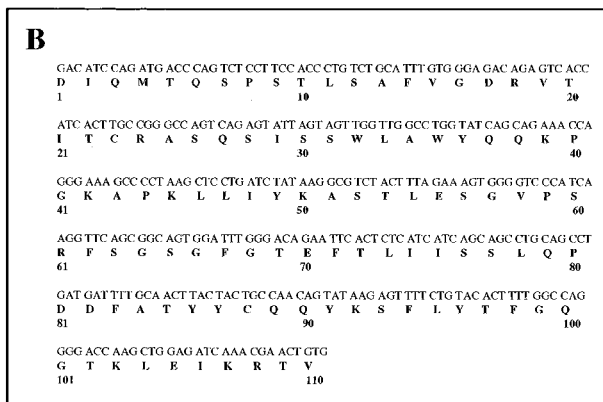 B
GAC ATC CAG ATG ACC CAG TCT CCT TCC ACC CTG TCT GCA TTT GTG GGA GAC AGA GTC ACC
D I Q M T Q S P S T L S A F V G D R V T
1 10 20
ATC ACT TGC CGG GCC AGT CAG AGT ATT AGT AGT TGG TTG GCC TGG TAT CAG CAG AAA CCA
I T C R A S Q S I S S W L A W Y Q Q K P
21 30 40
GGG AAA GCC CCT AAG CTC CTG ATC TAT AAG GCG TCT ACT TTA GAA AGT GGG GTC CCA TCA
G K A P K L L I Y K A S T L E S G V P S
41 50 60
AGG TTC AGC GGC AGT GGA TTT GGG ACA GAA TTC ACT CTC ATC ATC AGC AGC CTG CAG CCT
R F S G S G F G T E F T L I I S S L Q P
61 70 80
GAT GAT TTT GCA ACT TAC TAC TGC CAA CAG TAT AAG AGT TTT CTG TAC ACT TTT GGC CAG
D D F A T Y Y C Q Q Y K S F L Y T F G Q
81 90 100
GGG ACC AAG CTG GAG ATC AAA CGA ACT GTG
G T K L E I K R T V
101 110